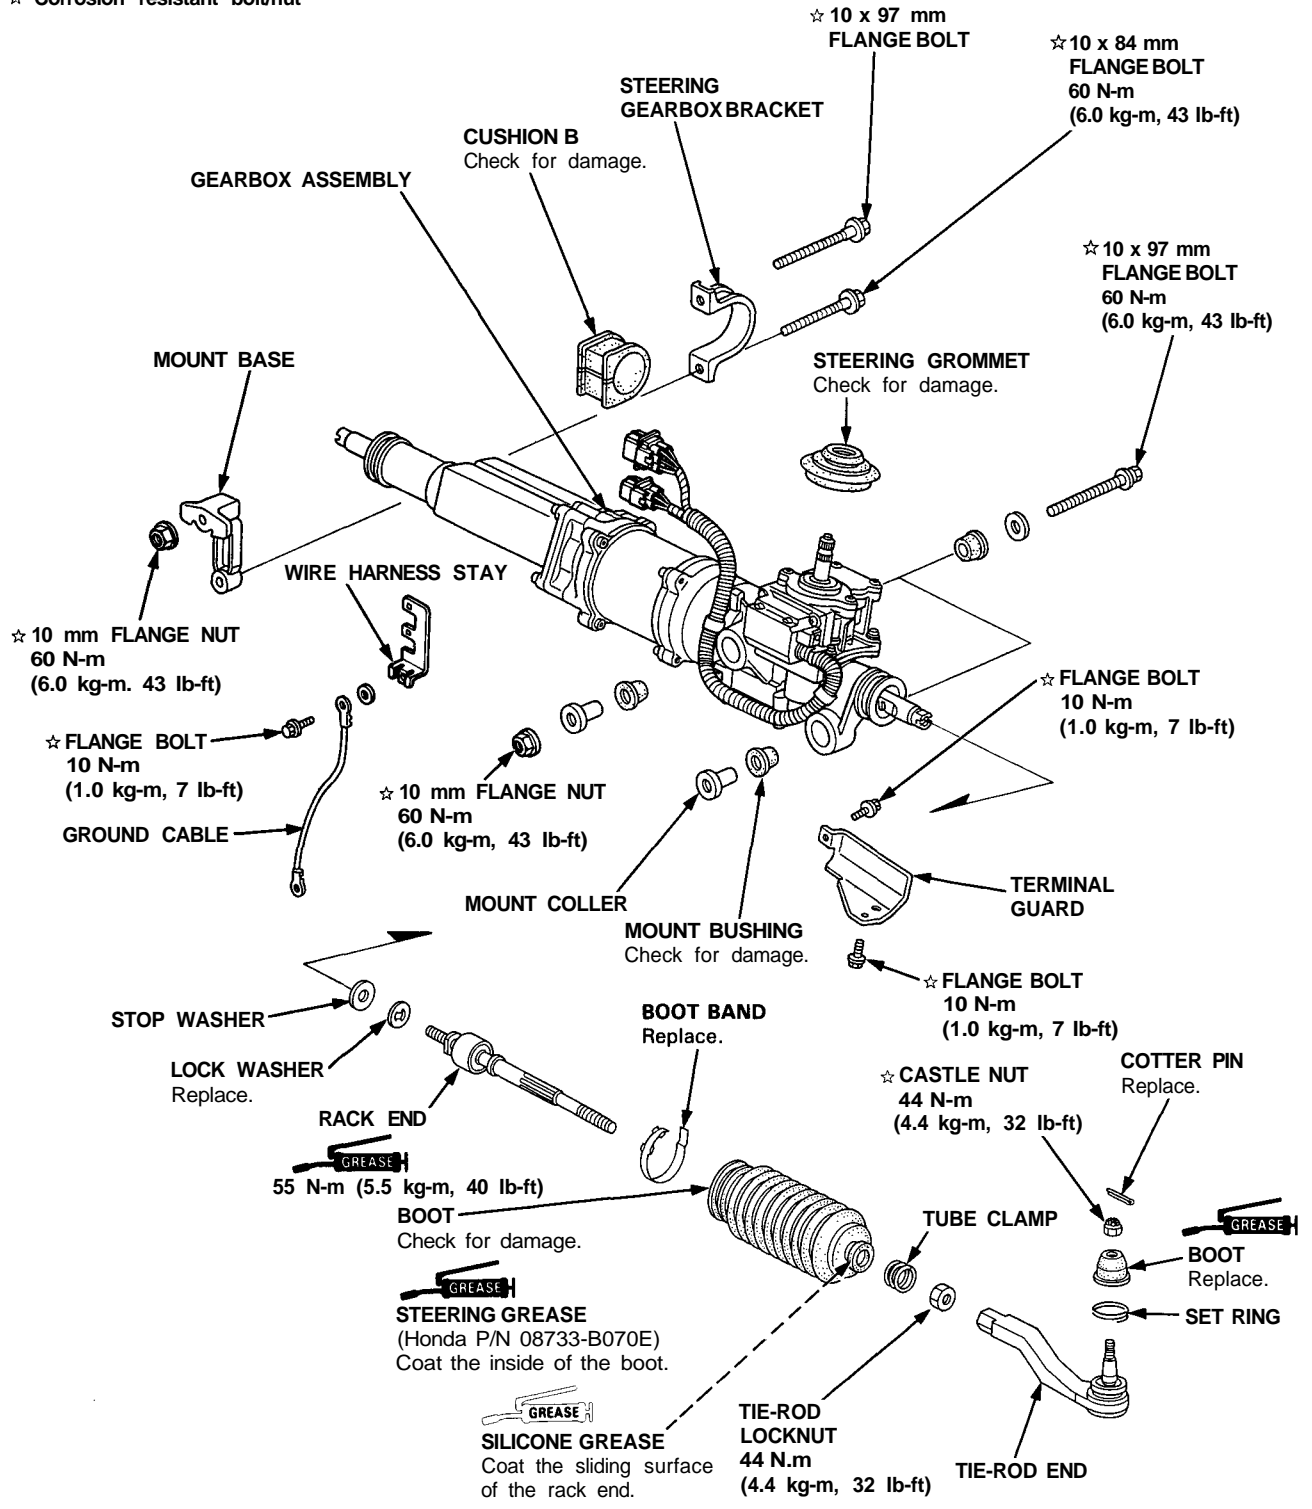 ☆ Corrosion resistant bolt/nut
☆ 10 x 97 mm
FLANGE BOLT
☆ 10 x 84 mm
FLANGE BOLT
60 N-m
(6.0 kg-m, 43 lb-ft)
STEERING
GEARBOX BRACKET
CUSHION B
Check for damage.
GEARBOX ASSEMBLY
☆ 10 x 97 mm
FLANGE BOLT
60 N-m
(6.0 kg-m, 43 lb-ft)
MOUNT BASE
STEERING GROMMET
Check for damage.
WIRE HARNESS STAY
☆ 10 mm FLANGE NUT
60 N-m
(6.0 kg-m. 43 lb-ft)
☆ FLANGE BOLT
10 N-m
(1.0 kg-m, 7 lb-ft)
☆ FLANGE BOLT
10 N-m
(1.0 kg-m, 7 lb-ft)
GROUND CABLE
☆ 10 mm FLANGE NUT
60 N-m
(6.0 kg-m, 43 lb-ft)
MOUNT COLLER
MOUNT BUSHING
Check for damage.
TERMINAL
GUARD
☆ FLANGE BOLT
10 N-m
(1.0 kg-m, 7 lb-ft)
STOP WASHER
LOCK WASHER
Replace.
BOOT BAND
Replace.
RACK END
GREASE
55 N-m (5.5 kg-m, 40 lb-ft)
☆ CASTLE NUT
44 N-m
(4.4 kg-m, 32 lb-ft)
COTTER PIN
Replace.
BOOT
Check for damage.
GREASE
STEERING GREASE
(Honda P/N 08733-B070E)
Coat the inside of the boot.
TUBE CLAMP
GREASE
BOOT
Replace.
SET RING
GREASE
SILICONE GREASE
Coat the sliding surface
of the rack end.
TIE-ROD
LOCKNUT
44 N.m
(4.4 kg-m, 32 lb-ft)
TIE-ROD END